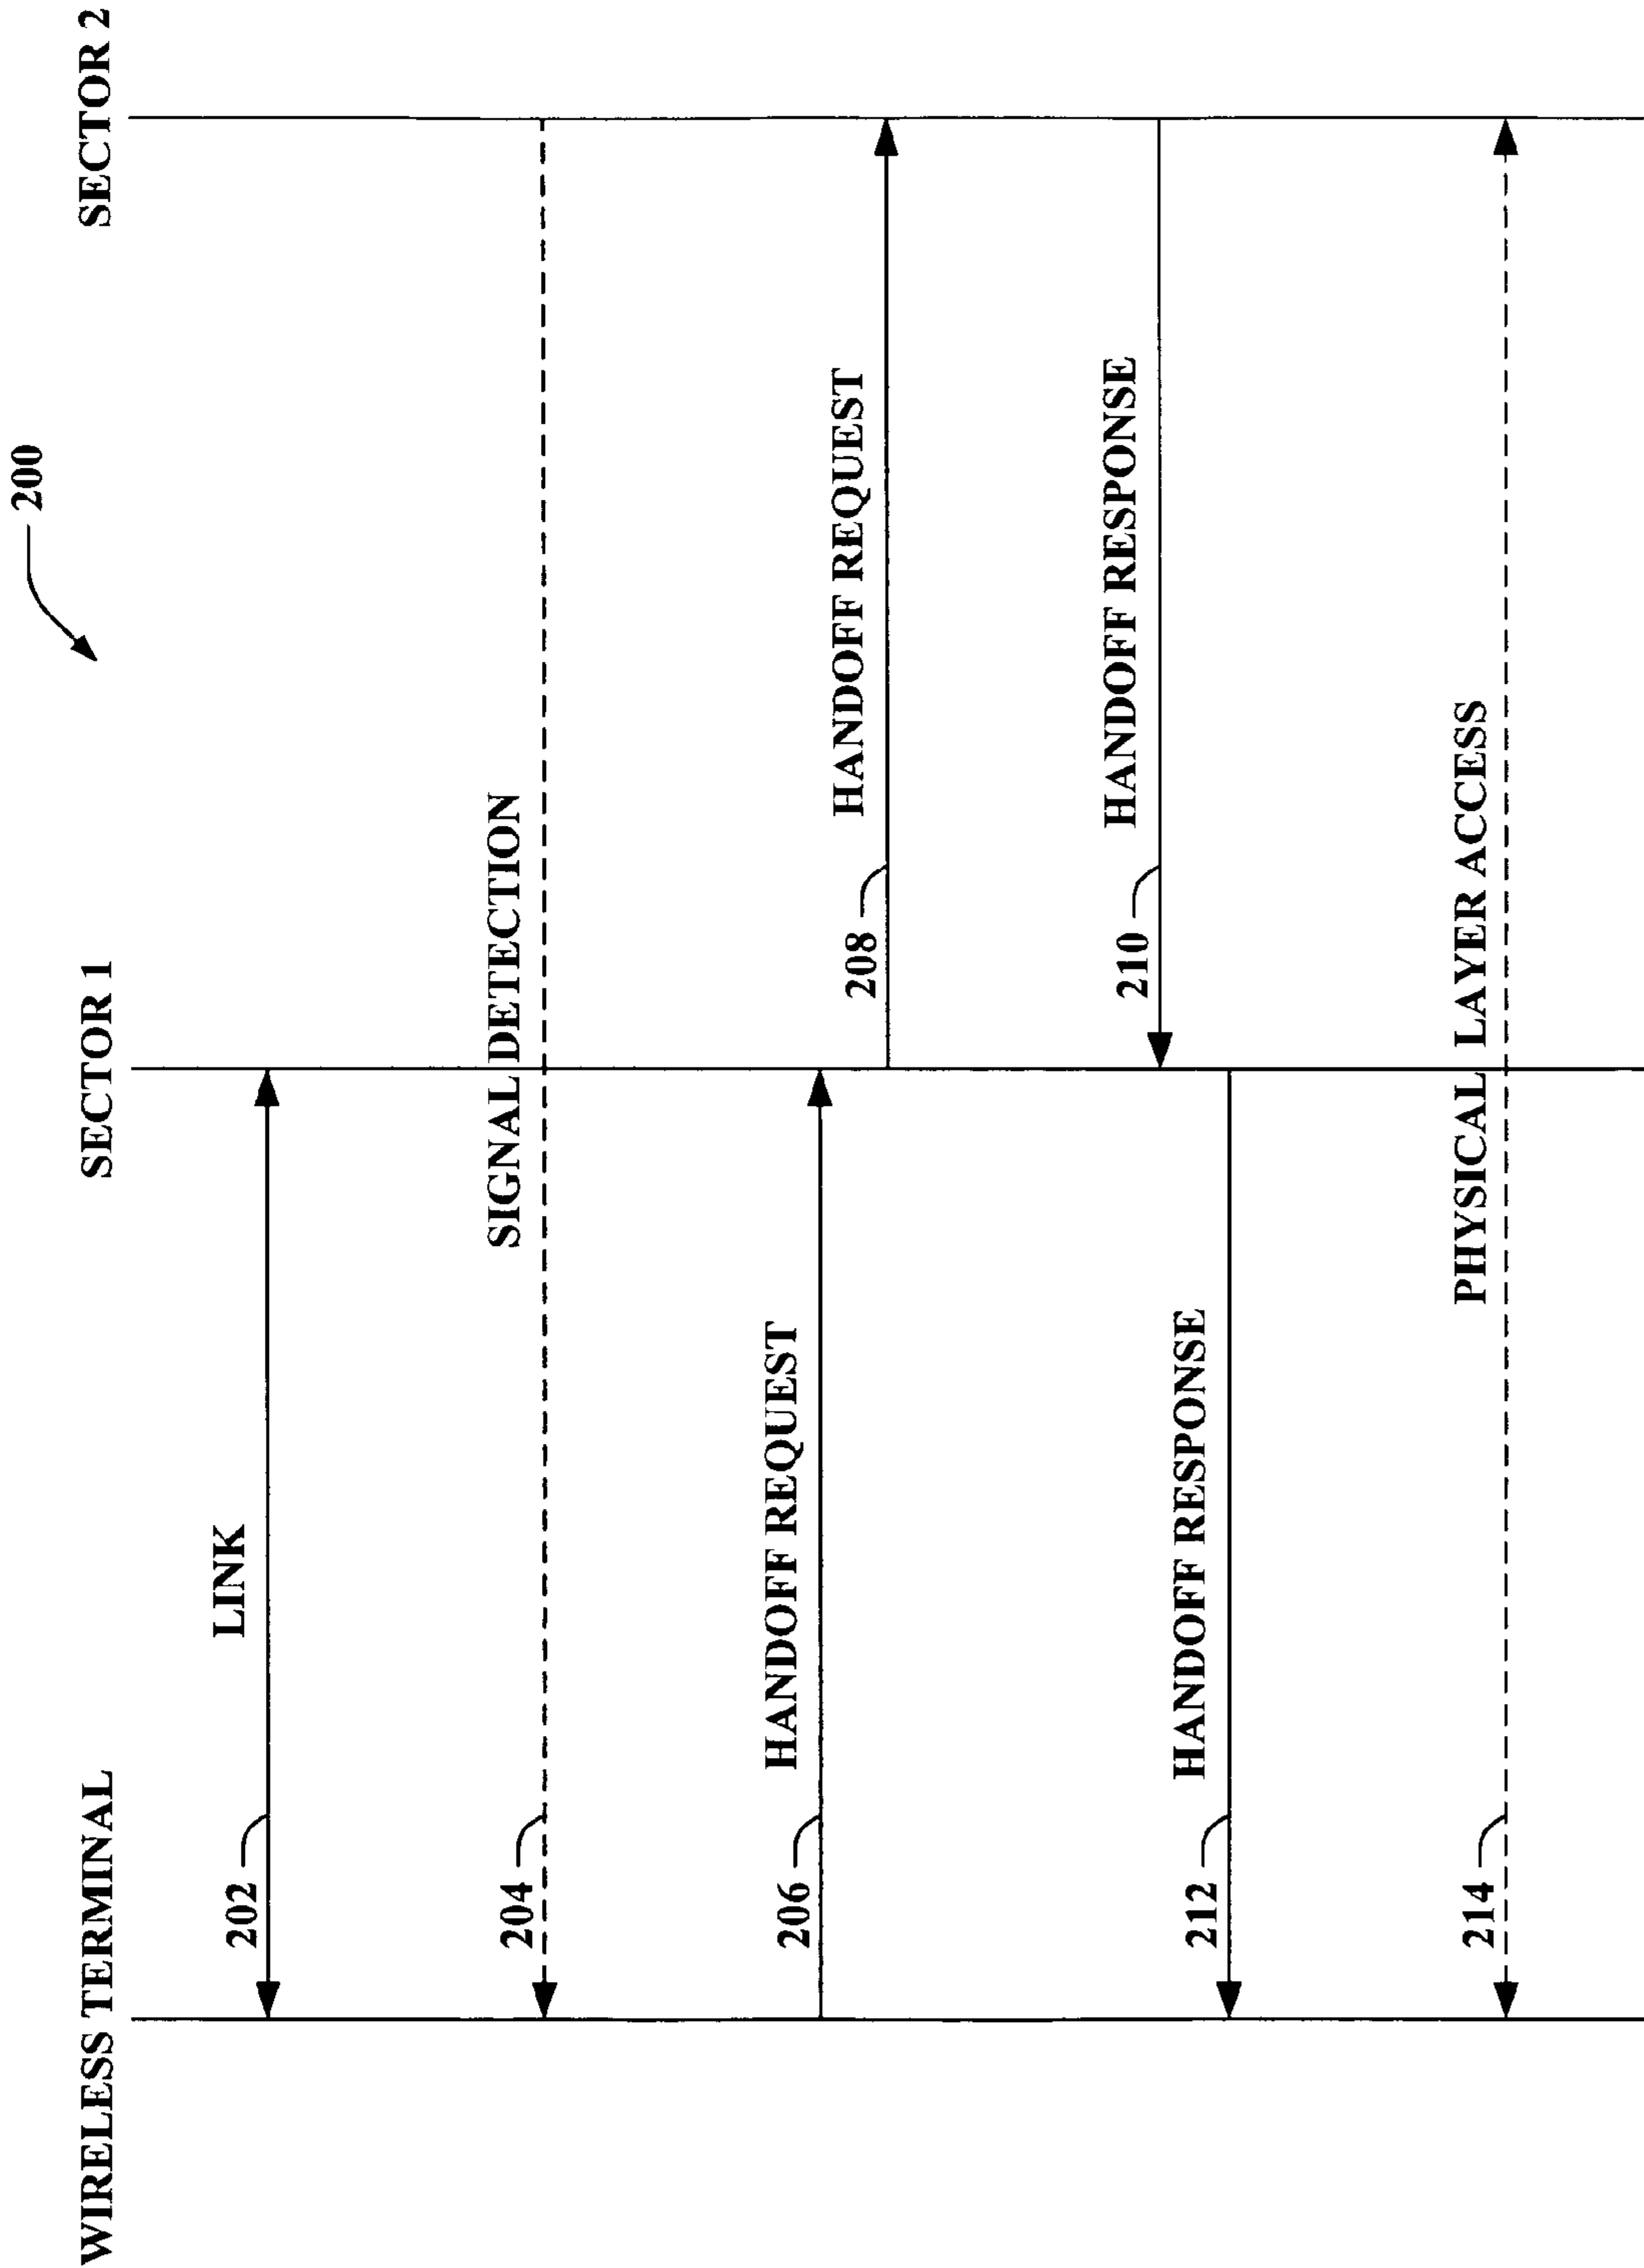 200
WIRELESS TERMINAL
SECTOR 1
SECTOR 2
LINK
202
SIGNAL DETECTION
204
HANDOFF REQUEST
206
HANDOFF REQUEST
208
HANDOFF RESPONSE
210
HANDOFF RESPONSE
212
PHYSICAL LAYER ACCESS
214